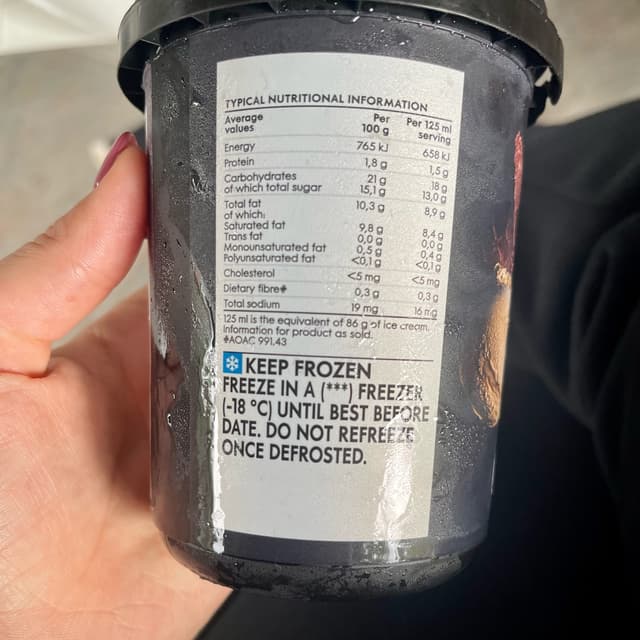 TYPICAL NUTRITIONAL INFORMATION
Average values Per 100 g Per 125 ml serving
Energy 765 kJ 658 kJ
Protein 1,8 g 1,5 g
Carbohydrates 21 g 18 g
of which total sugar 15,1 g 13,0 g
Total fat 10,3 g 8,9 g
of which:
Saturated fat 9,8 g 8,4 g
Trans fat 0,0 g 0,0 g
Monounsaturated fat 0,5 g 0,4 g
Polyunsaturated fat <0,1 g <0,1 g
Cholesterol <5 mg <5 mg
Dietary fibre# 0,3 g 0,3 g
Total sodium 19 mg 16 mg
125 ml is the equivalent of 86 g of ice cream.
Information for product as sold.
#AOAC 991.43
KEEP FROZEN
FREEZE IN A (***) FREEZER
(-18 °C) UNTIL BEST BEFORE
DATE. DO NOT REFREEZE
ONCE DEFROSTED.